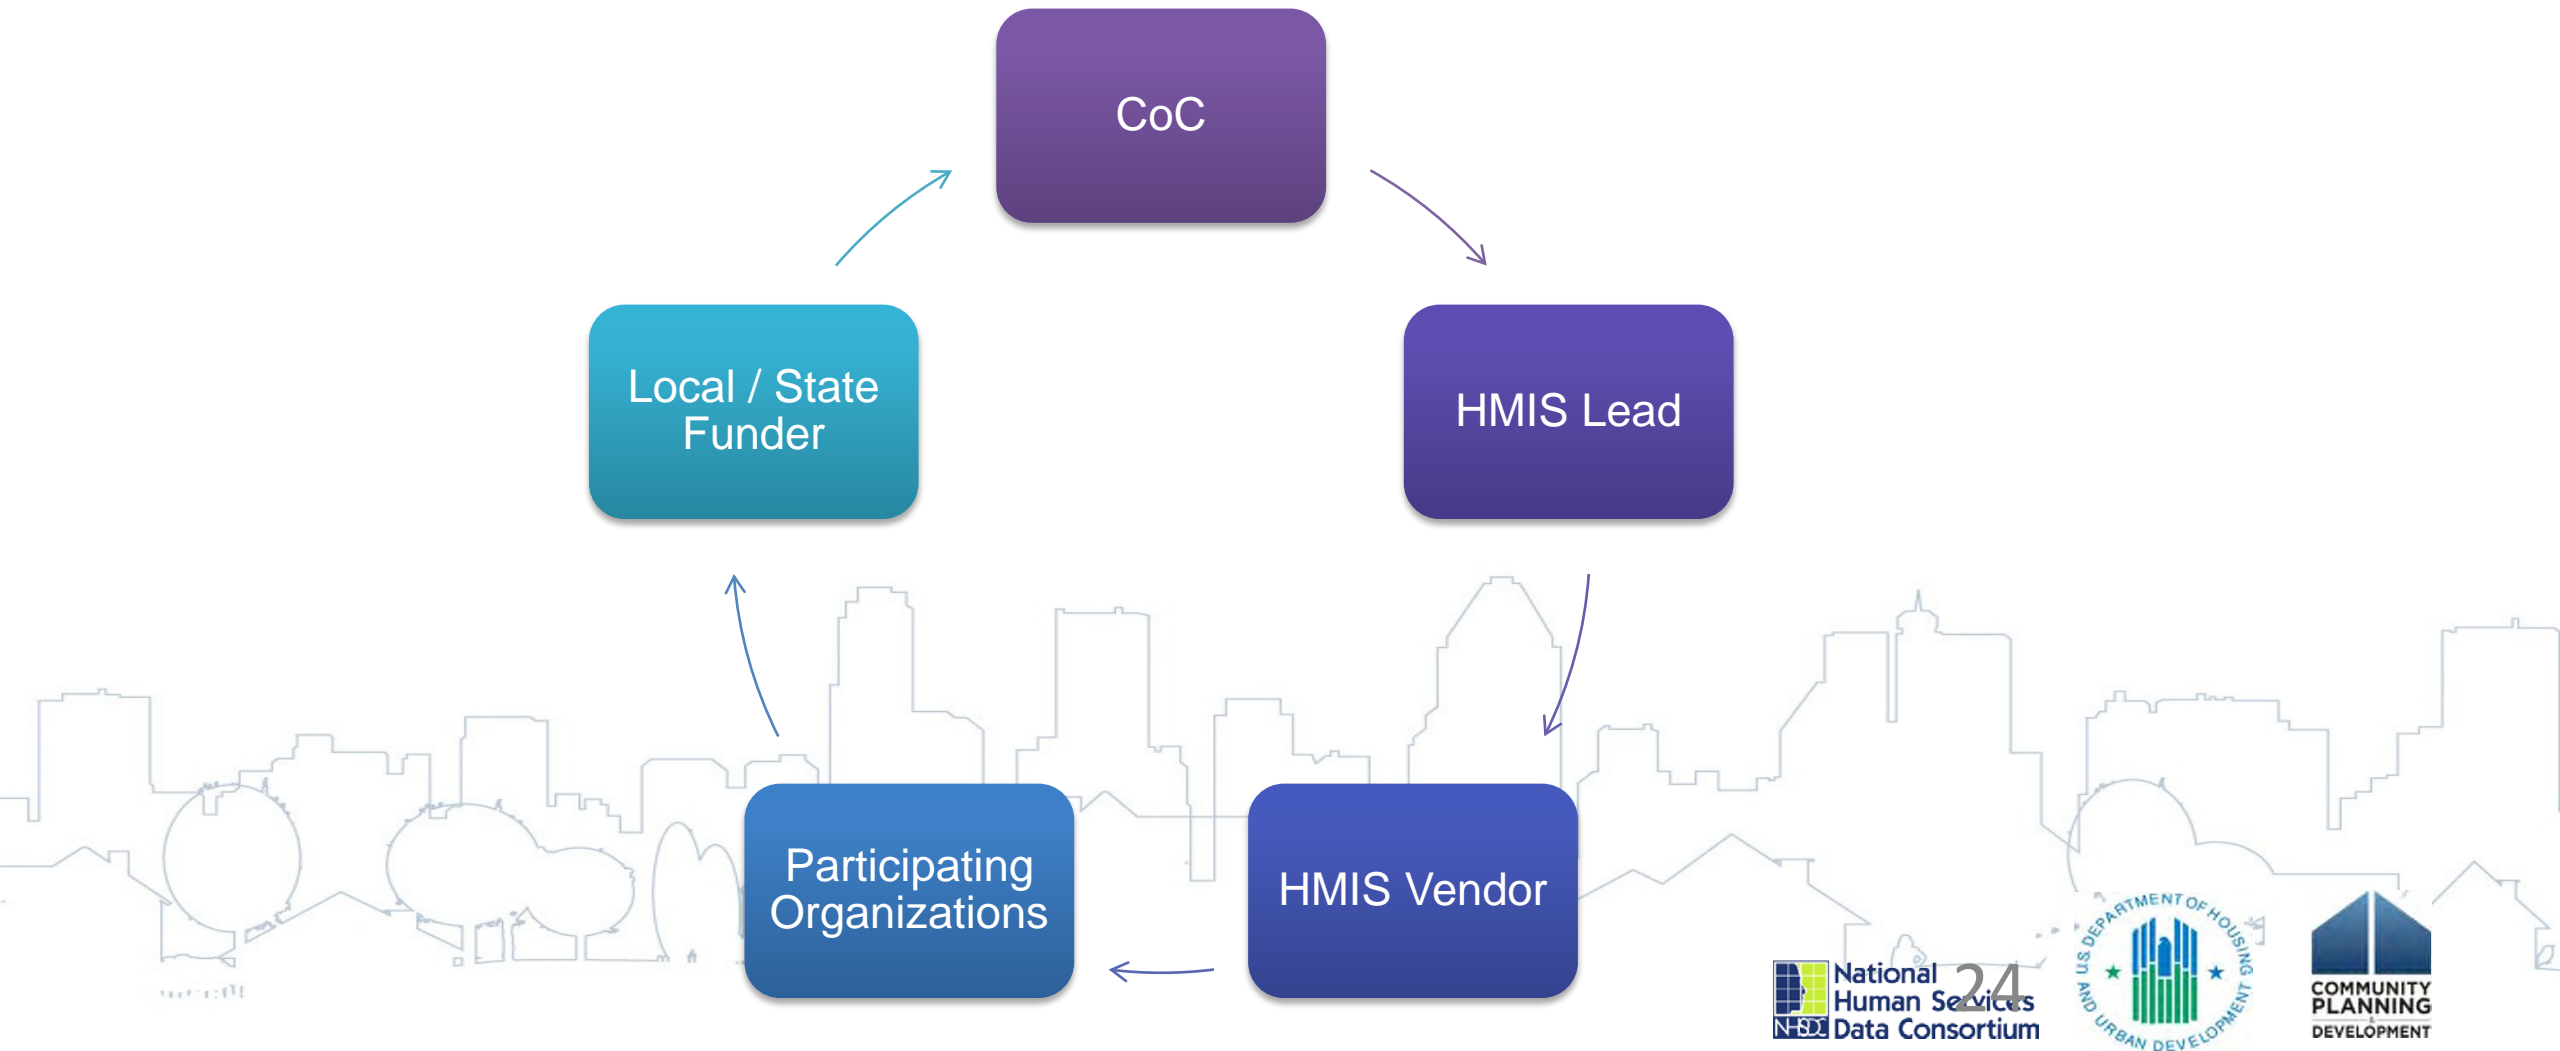 CoC
Local / State
Funder
HMIS Lead
Participating
Organizations
HMIS Vendor
National
Human Services
NHSDC Data Consortium
24
U.S. DEPARTMENT OF HOUSING
AND URBAN DEVELOPMENT
COMMUNITY
PLANNING
&
DEVELOPMENT